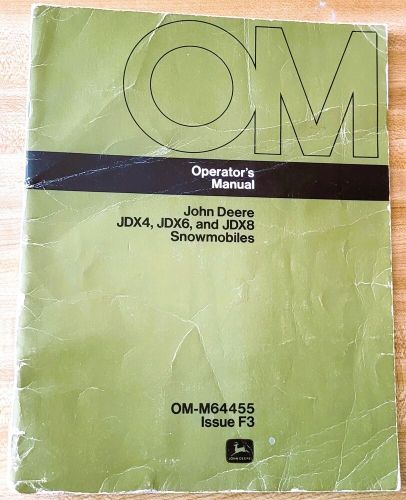 OM
Operator's
Manual
John Deere
JDX4, JDX6, and JDX8
Snowmobiles
OM-M64455
Issue F3
JOHN DEERE